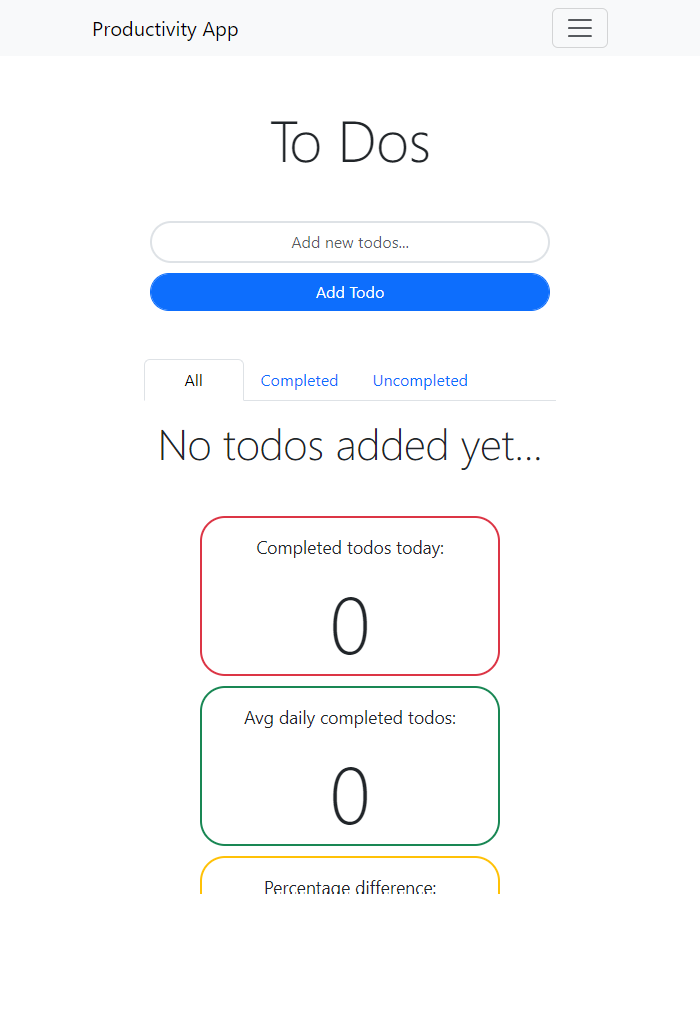 Productivity App
To Dos
Add new todos...
Add Todo
All Completed Uncompleted
No todos added yet...
Completed todos today:
0
Avg daily completed todos:
0
Percentage difference: